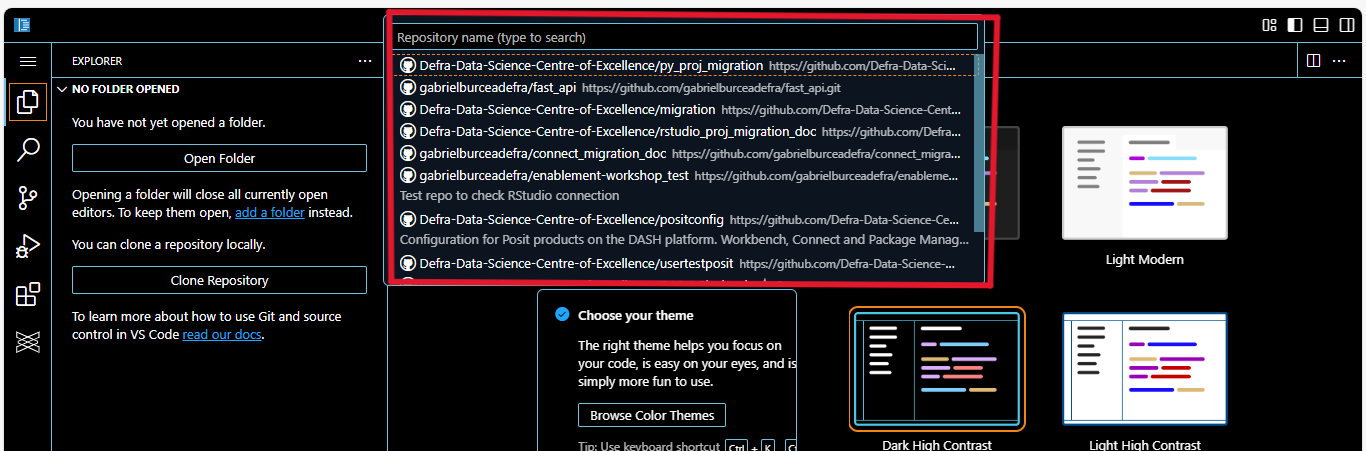 Repository name (type to search)
EXPLORER
Defra-Data-Science-Centre-of-Excellence/py_proj_migration https://github.com/Defra-Data-Sci...
NO FOLDER OPENED
gabrielburceadefra/fast_api https://github.com/gabrielburceadefra/fast_api.git
Defra-Data-Science-Centre-of-Excellence/migration https://github.com/Defra-Data-Science-Cent...
You have not yet opened a folder.
Defra-Data-Science-Centre-of-Excellence/rstudio_proj_migration_doc https://github.com/Defra...
Open Folder
gabrielburceadefra/connect_migration_doc https://github.com/gabrielburceadefra/connect_migra...
gabrielburceadefra/enablement-workshop_test https://github.com/gabrielburceadefra/enableme...
Opening a folder will close all currently open
Test repo to check RStudio connection
editors. To keep them open, add a folder instead.
Defra-Data-Science-Centre-of-Excellence/positconfig https://github.com/Defra-Data-Science-Ce...
You can clone a repository locally.
Configuration for Posit products on the DASH platform. Workbench, Connect and Package Manag...
Defra-Data-Science-Centre-of-Excellence/usertestposit https://github.com/Defra-Data-Science-...
Light Modern
Clone Repository
To learn more about how to use Git and source
control in VS Code read our docs.
Choose your theme
The right theme helps you focus on
your code, is easy on your eyes, and is
simply more fun to use.
Browse Color Themes
Tip: Use keyboard shortcut Ctrl + K
Dark High Contrast
Light High Contrast